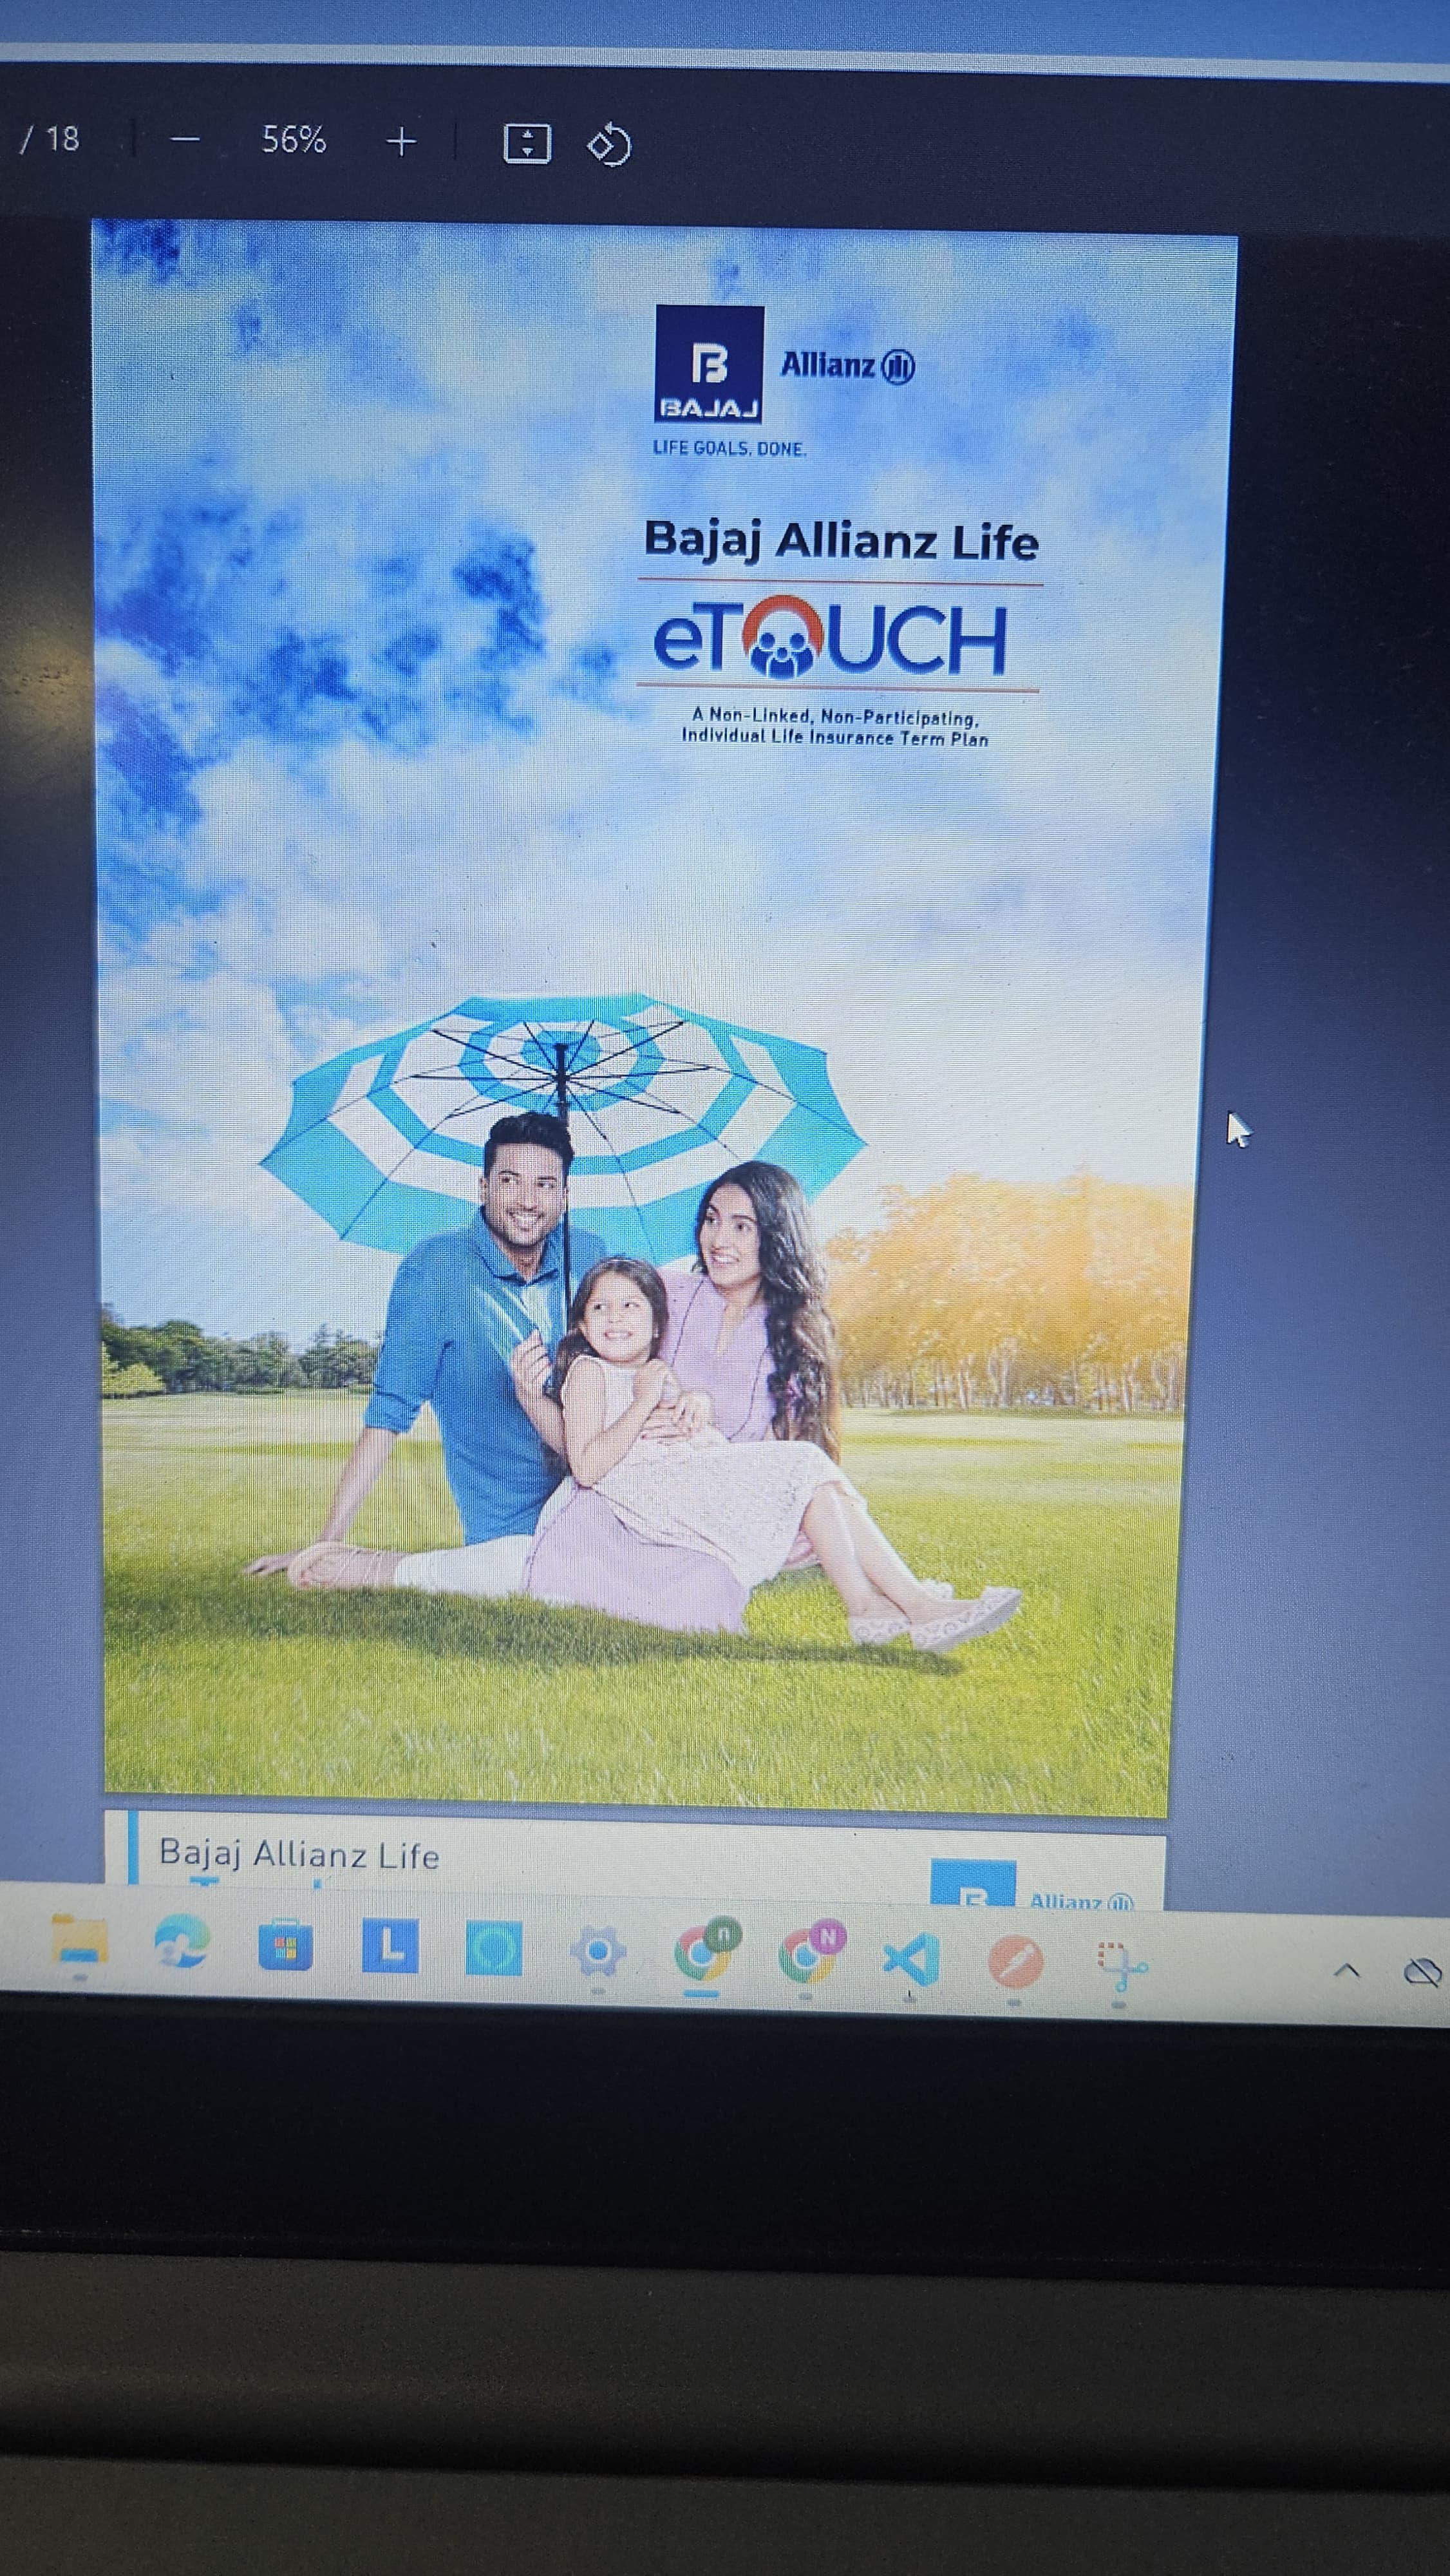 / 18
56%
B
BAJAJ
Allianz
LIFE GOALS. DONE.
Bajaj Allianz Life
eTOUCH
A Non-Linked, Non-Participating,
Individual Life Insurance Term Plan
Bajaj Allianz Life
B
Allianz
L
n
N